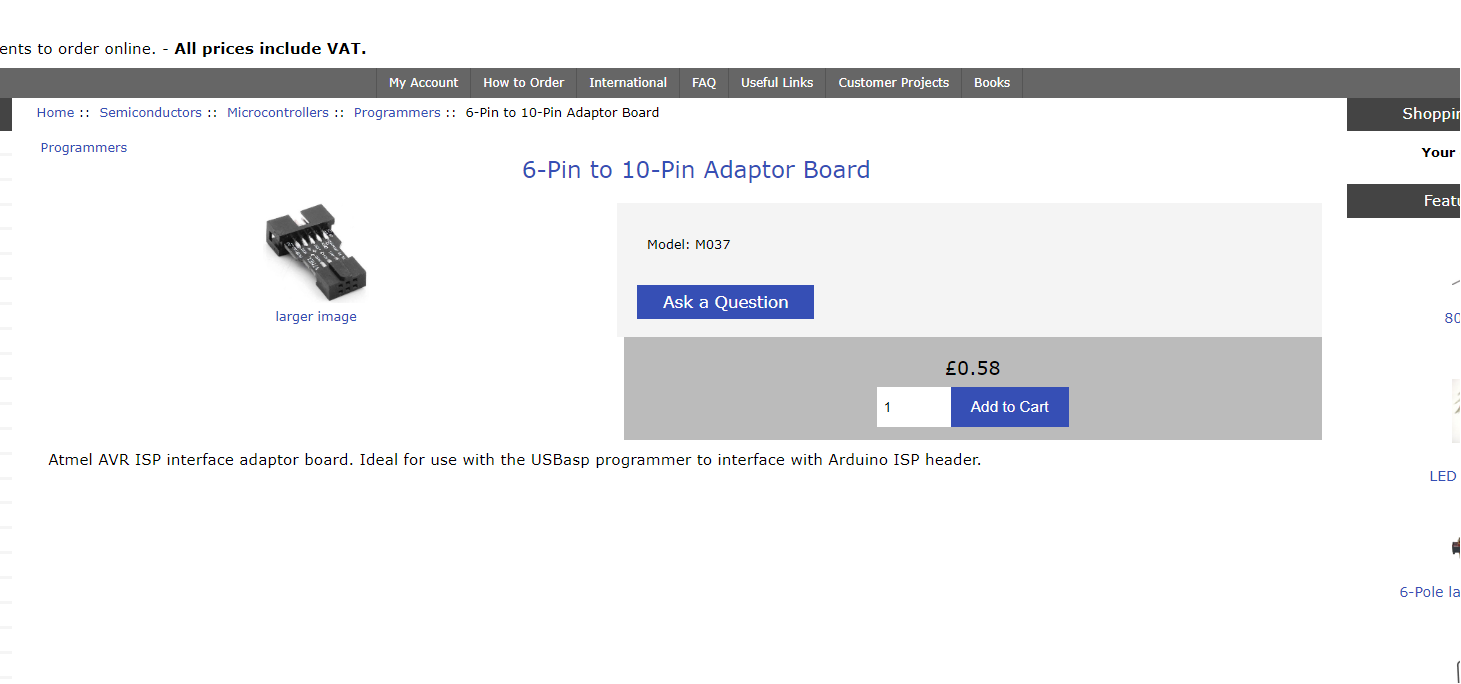 ents to order online. - All prices include VAT.
My Account How to Order International FAQ Useful Links Customer Projects Books
Home :: Semiconductors :: Microcontrollers :: Programmers :: 6-Pin to 10-Pin Adaptor Board
Programmers
6-Pin to 10-Pin Adaptor Board
larger image
Model: M037
Ask a Question
£0.58
1
Add to Cart
Atmel AVR ISP interface adaptor board. Ideal for use with the USBasp programmer to interface with Arduino ISP header.
Shoppin
Your
Featu
80
LED
6-Pole la